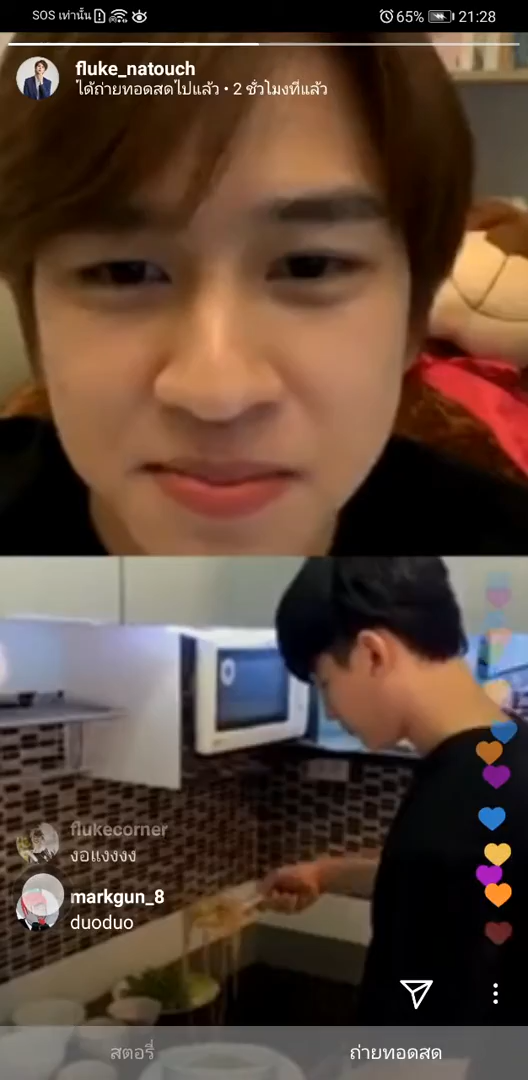 SOS เท่านั้น
65%
21:28
fluke_natouch
ได้ถ่ายทอดสดไปแล้ว • 2 ชั่วโมงที่แล้ว
flukecorner
งอแงงงง
markgun_8
duoduo
สตอรี่
ถ่ายทอดสด